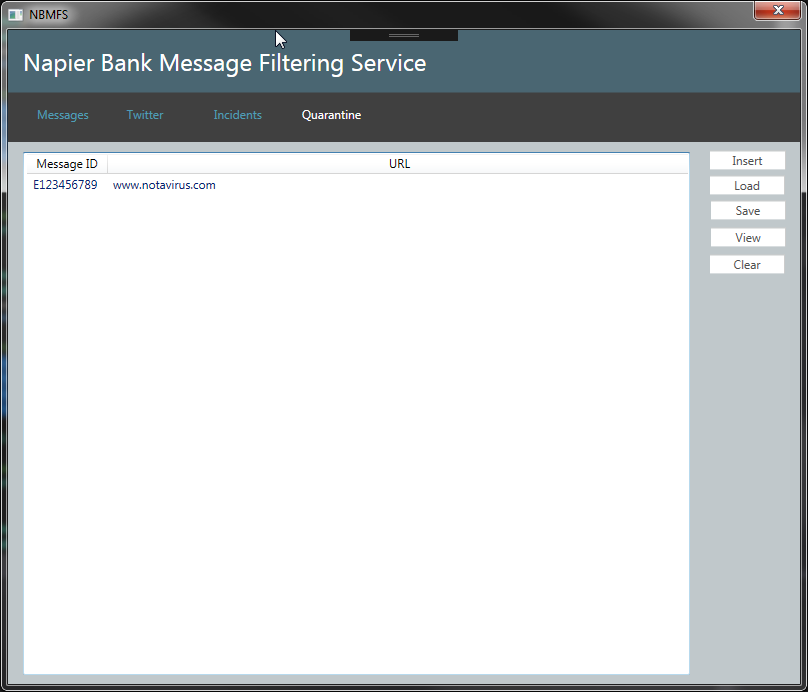 NBMFS
Napier Bank Message Filtering Service
Messages Twitter Incidents Quarantine
Message ID URL
E123456789 www.notavirus.com
Insert
Load
Save
View
Clear